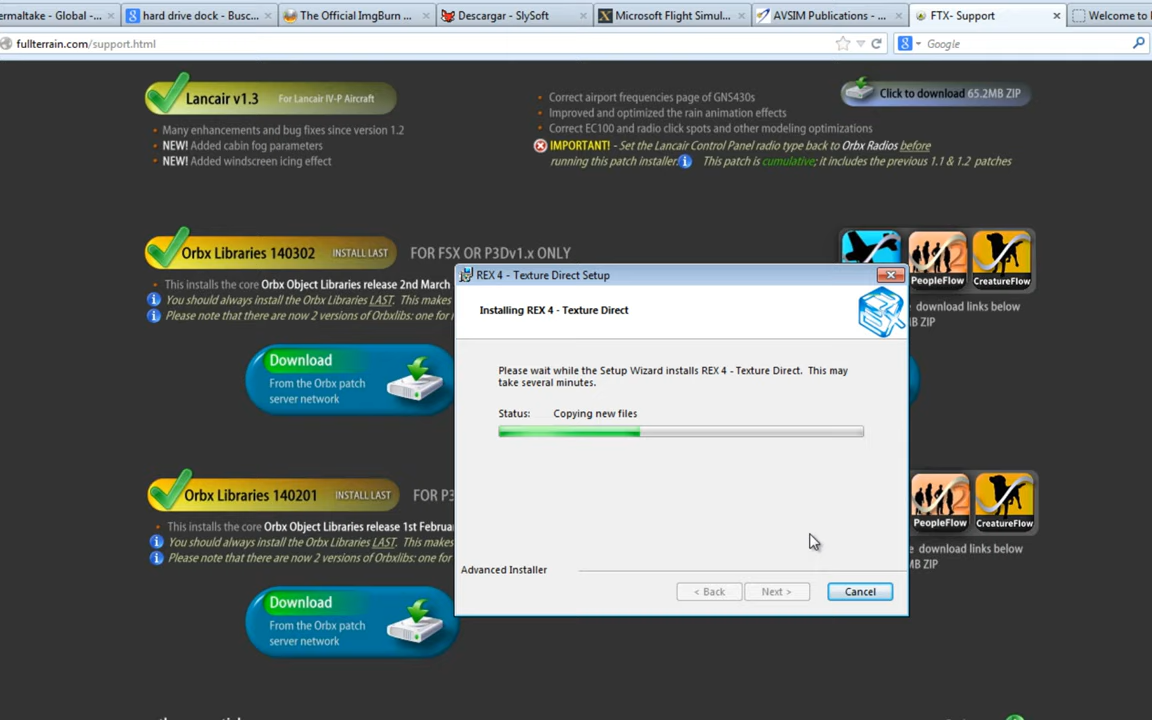 ermaltake - Global -...
hard drive dock - Busc...
The Official ImgBurn ...
Descargar - SlySoft
Microsoft Flight Simul...
AVSIM Publications - ...
FTX- Support
Welcome to
fullterrain.com/support.html
Google
Lancair v1.3 For Lancair IV-P Aircraft
Many enhancements and bug fixes since version 1.2
NEW! Added cabin fog parameters
NEW! Added windscreen icing effect
Correct airport frequencies page of GNS430s
Improved and optimized the rain animation effects
Correct EC100 and radio click spots and other modeling optimizations
IMPORTANT! - Set the Lancair Control Panel radio type back to Orbx Radios before
running this patch installer. This patch is cumulative; it includes the previous 1.1 & 1.2 patches
Click to download 65.2MB ZIP
Orbx Libraries 140302 INSTALL LAST FOR FSX OR P3Dv1.x ONLY
This installs the core Orbx Object Libraries release 2nd March
You should always install the Orbx Libraries LAST. This makes
Please note that there are now 2 versions of Orbxlibs: one for
PeopleFlow
CreatureFlow
download links below
B ZIP
Download
From the Orbx patch
server network
REX 4 - Texture Direct Setup
Installing REX 4 - Texture Direct
Please wait while the Setup Wizard installs REX 4 - Texture Direct. This may
take several minutes.
Status: Copying new files
Advanced Installer
< Back
Next >
Cancel
Orbx Libraries 140201 INSTALL LAST FOR P3
This installs the core Orbx Object Libraries release 1st Februa
You should always install the Orbx Libraries LAST. This makes
Please note that there are now 2 versions of Orbxlibs: one for
PeopleFlow
CreatureFlow
e download links below
MB ZIP
Download
From the Orbx patch
server network